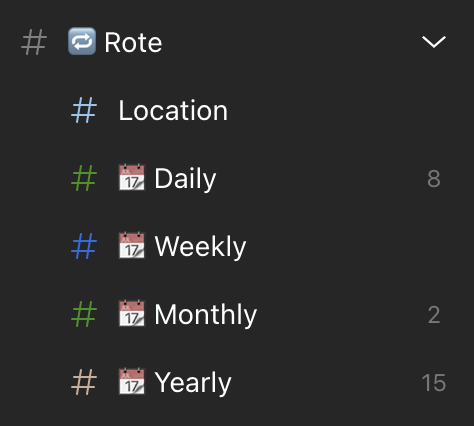 # 🔁 Rote
# Location
# 📆 Daily 8
# 📆 Weekly
# 📆 Monthly 2
# 📆 Yearly 15